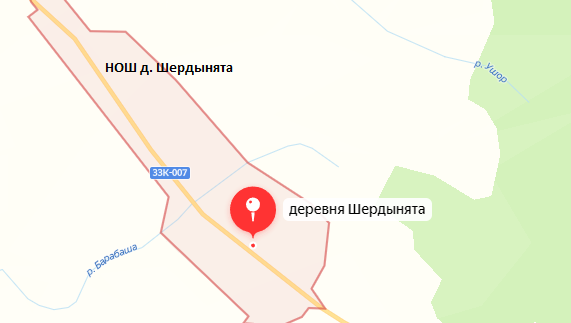 р. Ушор
НОШ д. Шердынята
33К-007
деревня Шердынята
р. Барабаша